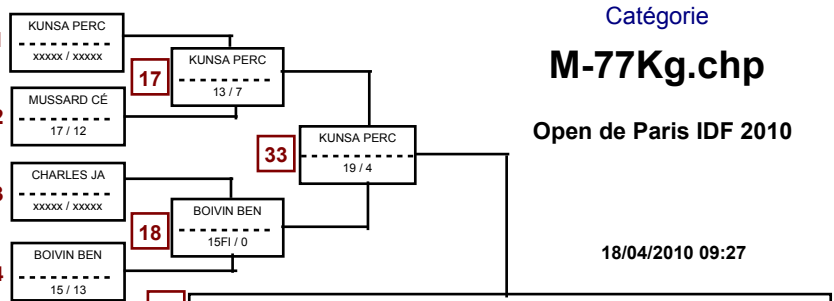 Catégorie
M-77Kg.chp
Open de Paris IDF 2010
18/04/2010 09:27
KUNSA PERC
xxxxx / xxxxx
MUSSARD CÉ
17 / 12
CHARLES JA
xxxxx / xxxxx
BOIVIN BEN
15 / 13
17
KUNSA PERC
13 / 7
18
BOIVIN BEN
15FI / 0
33
KUNSA PERC
19 / 4